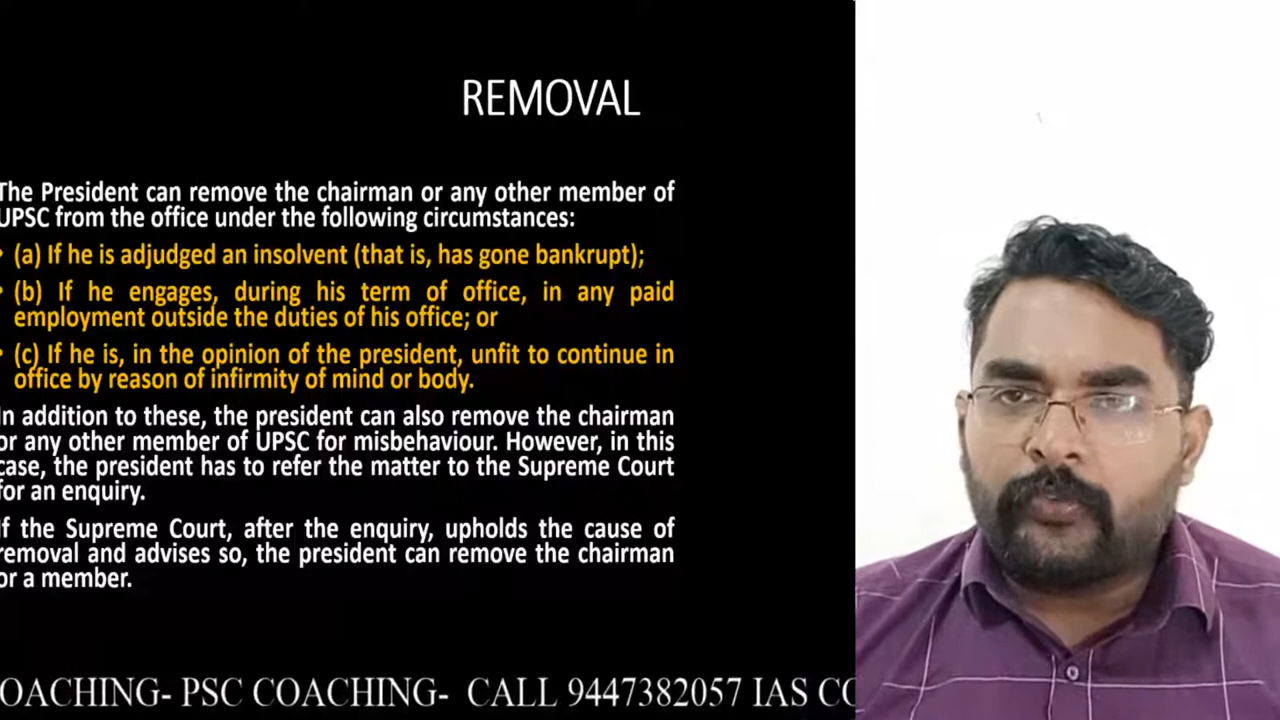 REMOVAL
The President can remove the chairman or any other member of
UPSC from the office under the following circumstances:
• (a) If he is adjudged an insolvent (that is, has gone bankrupt);
• (b) If he engages, during his term of office, in any paid
employment outside the duties of his office; or
• (c) If he is, in the opinion of the president, unfit to continue in
office by reason of infirmity of mind or body.
In addition to these, the president can also remove the chairman
or any other member of UPSC for misbehaviour. However, in this
case, the president has to refer the matter to the Supreme Court
for an enquiry.
If the Supreme Court, after the enquiry, upholds the cause of
removal and advises so, the president can remove the chairman
or a member.
OACHING- PSC COACHING- CALL 9447382057 IAS CO